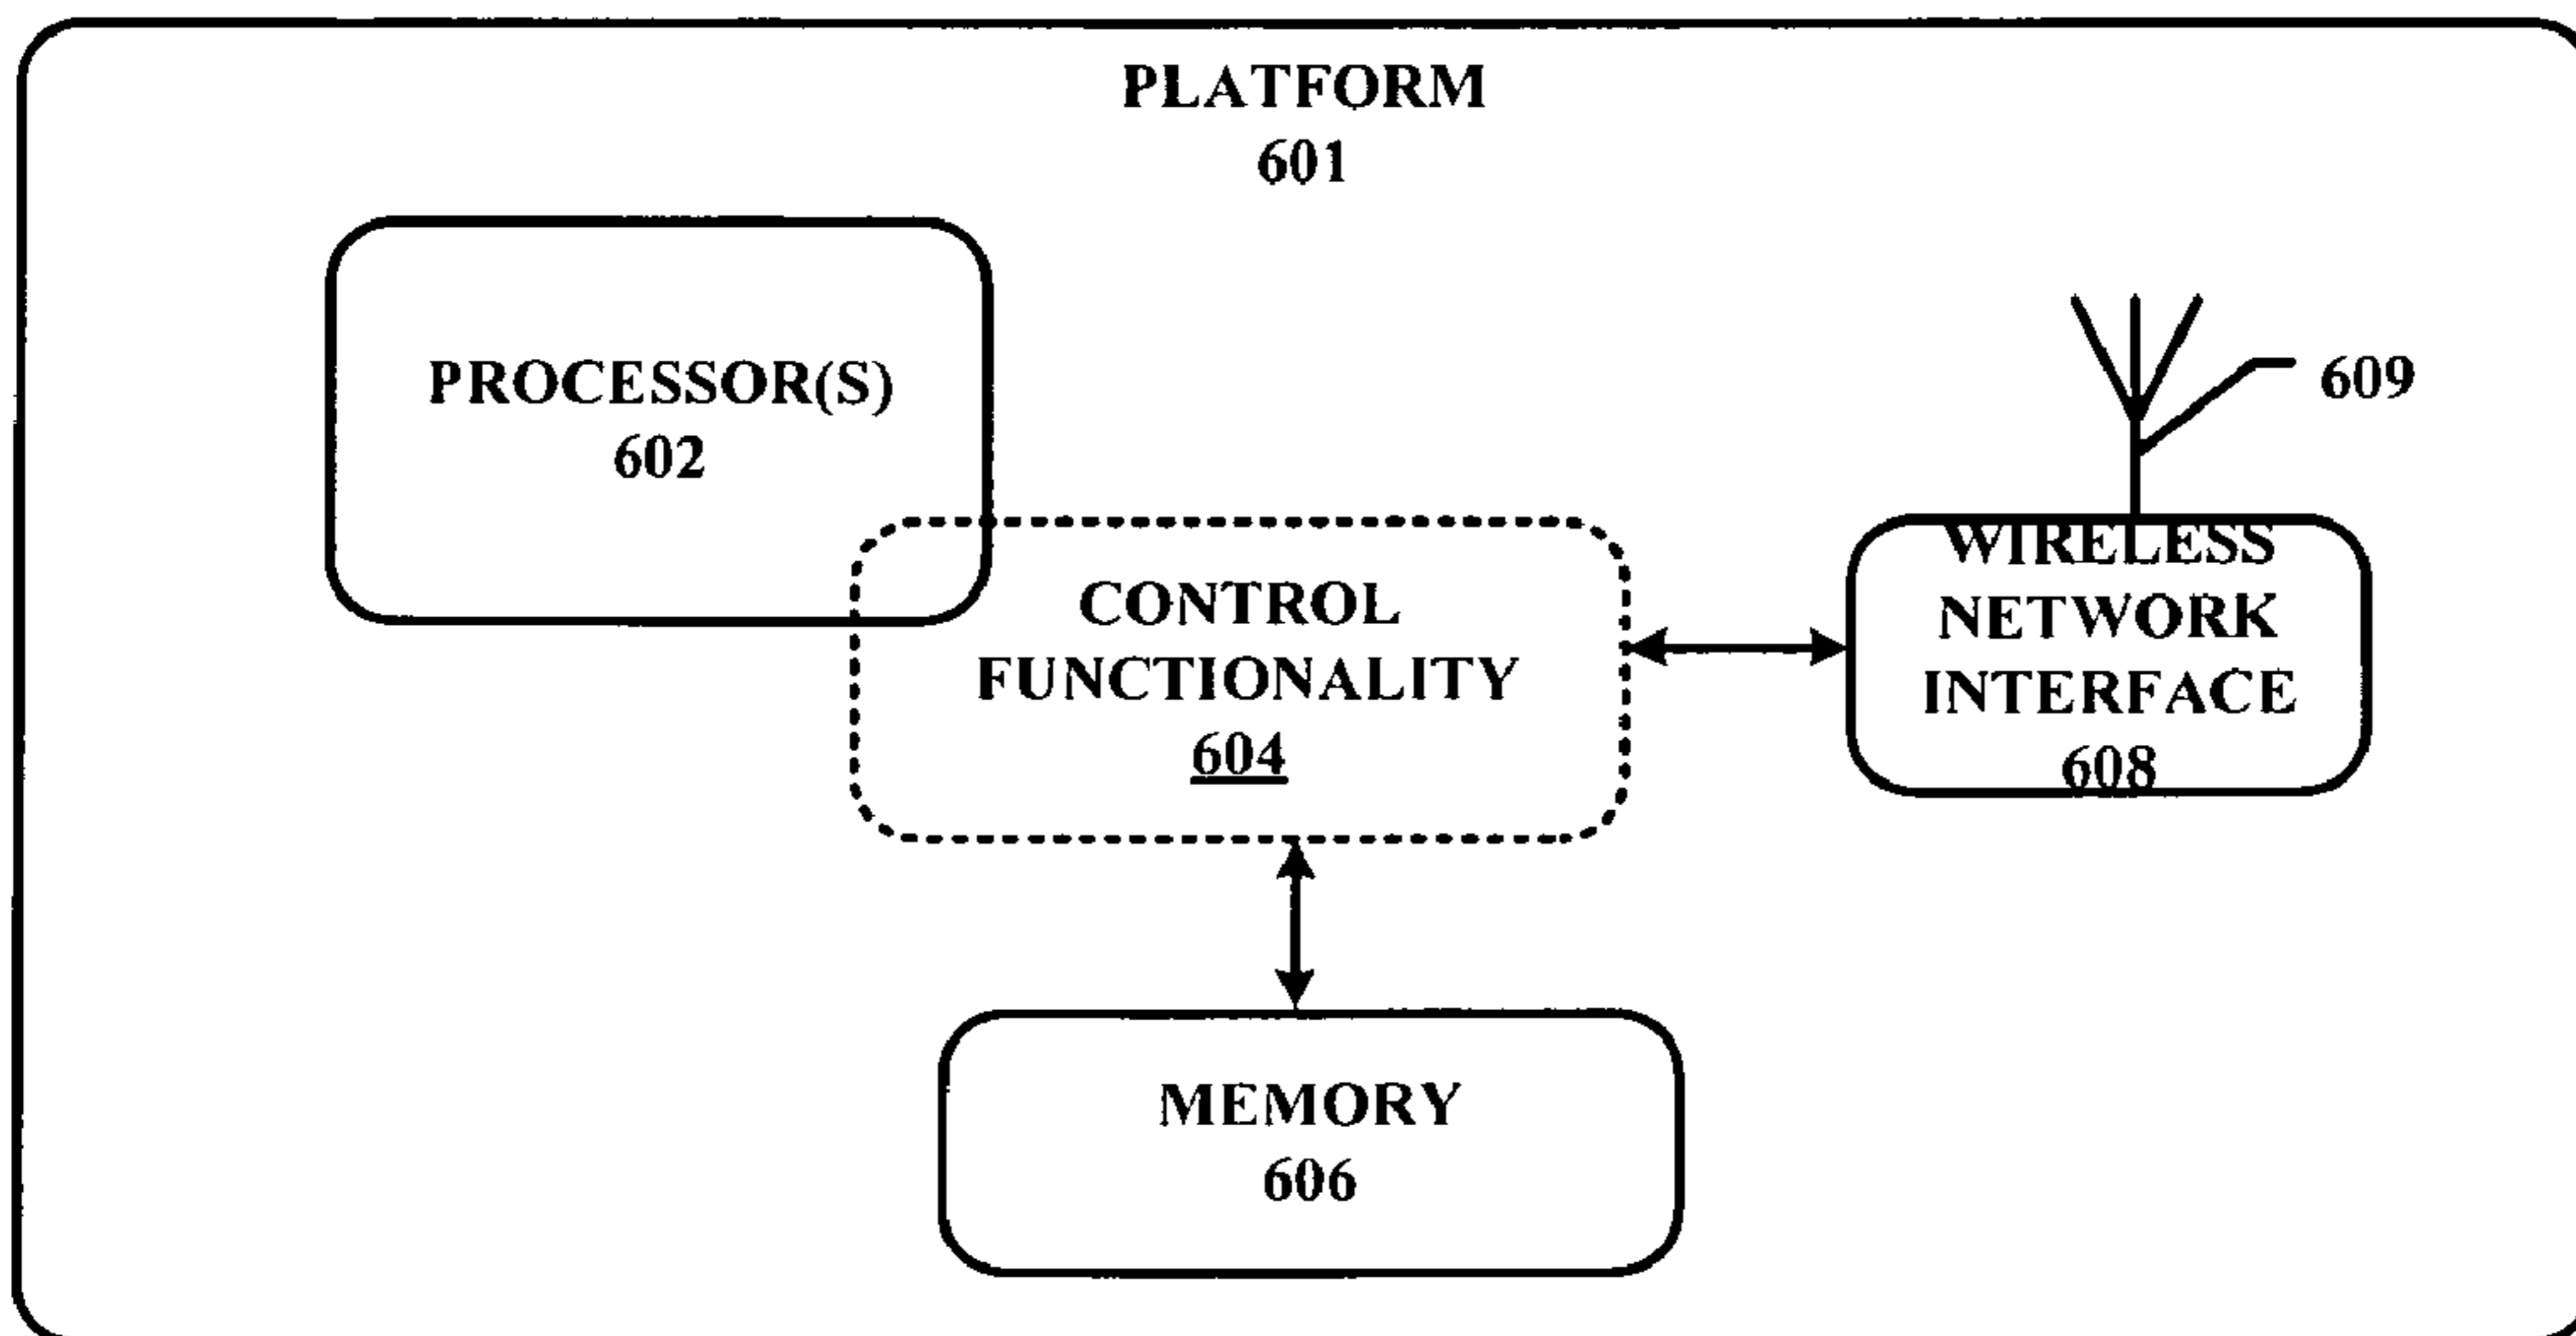 PLATFORM
601
PROCESSOR(S)
602
609
CONTROL
FUNCTIONALITY
604
WIRELESS
NETWORK
INTERFACE
608
MEMORY
606